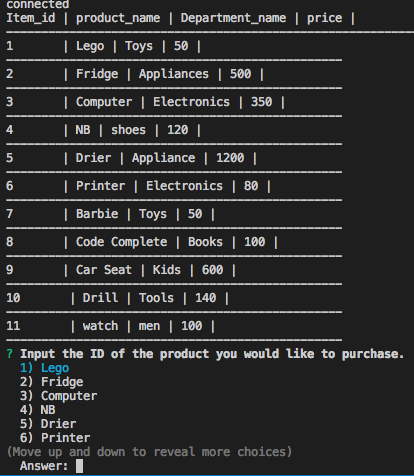 connected
Item_id | product_name | Department_name | price |
1 | Lego | Toys | 50 |
2 | Fridge | Appliances | 500 |
3 | Computer | Electronics | 350 |
4 | NB | shoes | 120 |
5 | Drier | Appliance | 1200 |
6 | Printer | Electronics | 80 |
7 | Barbie | Toys | 50 |
8 | Code Complete | Books | 100 |
9 | Car Seat | Kids | 600 |
10 | Drill | Tools | 140 |
11 | watch | men | 100 |
? Input the ID of the product you would like to purchase.
1) Lego
2) Fridge
3) Computer
4) NB
5) Drier
6) Printer
(Move up and down to reveal more choices)
Answer: